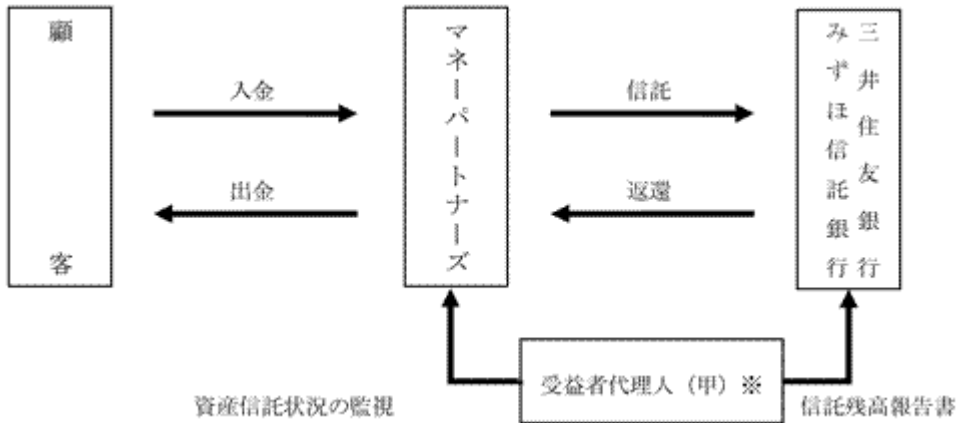 顧客
入金
出金
マネーパートナーズ
信託
返還
三井住友銀行
みずほ信託銀行
受益者代理人（甲）※
資産信託状況の監視
信託残高報告書